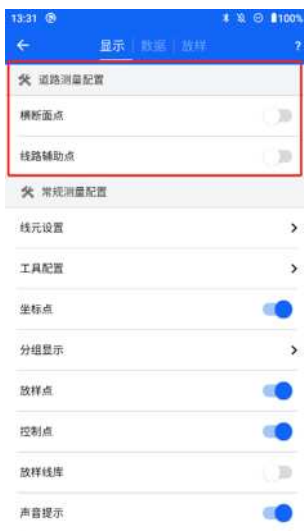 13:31
100%
显示 数据 放样 ?
道路测量配置
横断面点
线路辅助点
常规测量配置
线元设置
工具配置
坐标点
分组显示
放样点
控制点
放样线库
声音提示